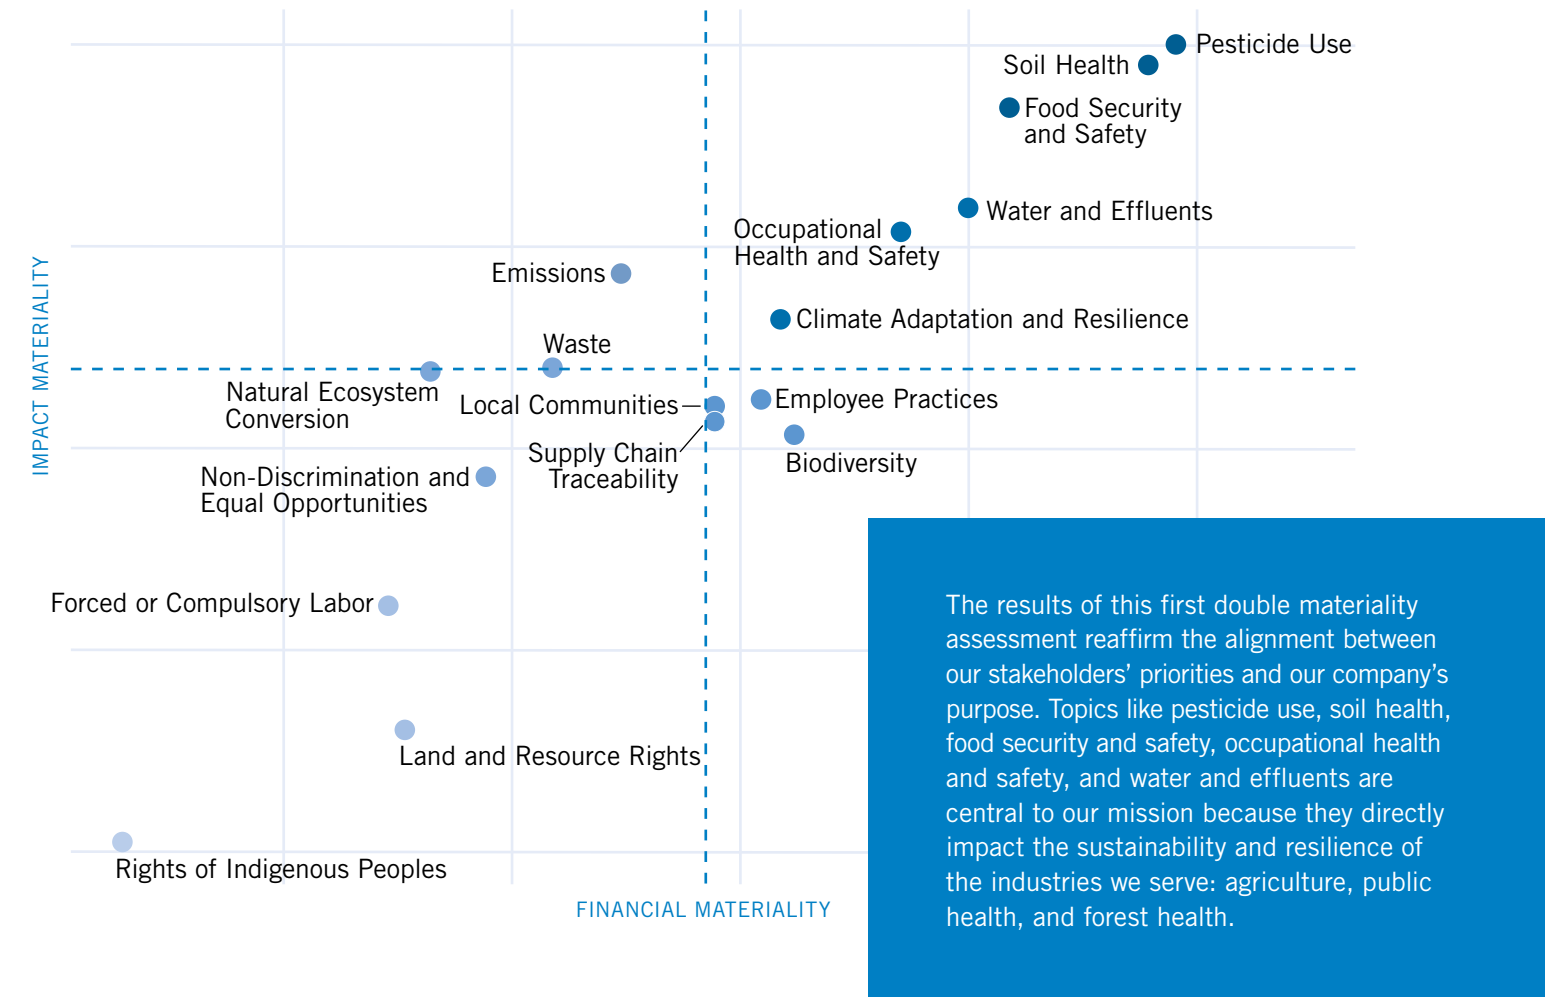 Pesticide Use
Soil Health
Food Security
and Safety
Water and Effluents
Occupational
Health and Safety
Emissions
Climate Adaptation and Resilience
Waste
Natural Ecosystem
Conversion
Local Communities
Employee Practices
Supply Chain
Traceability
Biodiversity
Non-Discrimination and
Equal Opportunities
Forced or Compulsory Labor
Land and Resource Rights
Rights of Indigenous Peoples
IMPACT MATERIALITY
FINANCIAL MATERIALITY
The results of this first double materiality
assessment reaffirm the alignment between
our stakeholders’ priorities and our company’s
purpose. Topics like pesticide use, soil health,
food security and safety, occupational health
and safety, and water and effluents are
central to our mission because they directly
impact the sustainability and resilience of
the industries we serve: agriculture, public
health, and forest health.